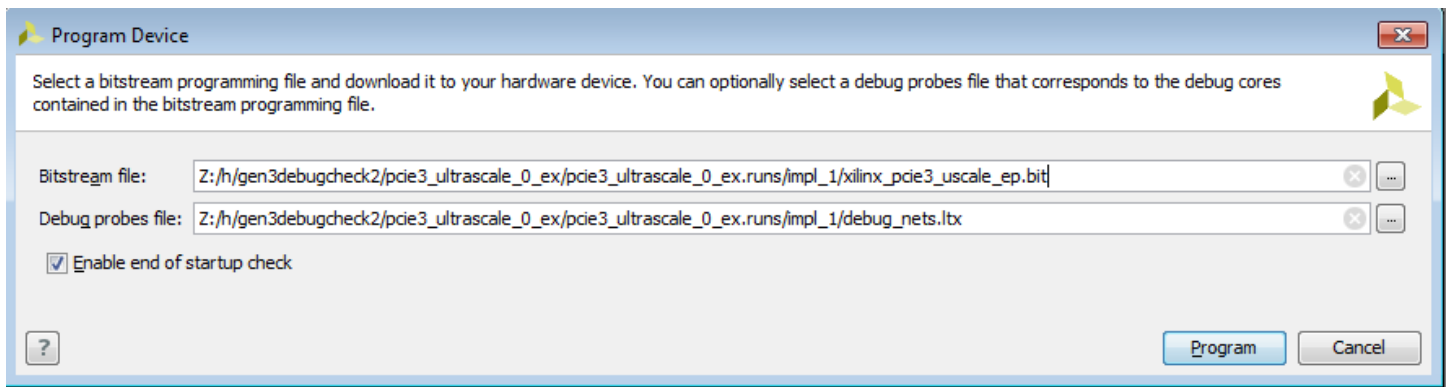 Program Device
Select a bitstream programming file and download it to your hardware device. You can optionally select a debug probes file that corresponds to the debug cores
contained in the bitstream programming file.
Bitstream file: Z:/h/gen3debugcheck2/pcie3_ultrascale_0_ex/pcie3_ultrascale_0_ex.runs/impl_1/xilinx_pcie3_uscale_ep.bit ...
Debug probes file: Z:/h/gen3debugcheck2/pcie3_ultrascale_0_ex/pcie3_ultrascale_0_ex.runs/impl_1/debug_nets.ltx ...
Enable end of startup check
? Program Cancel